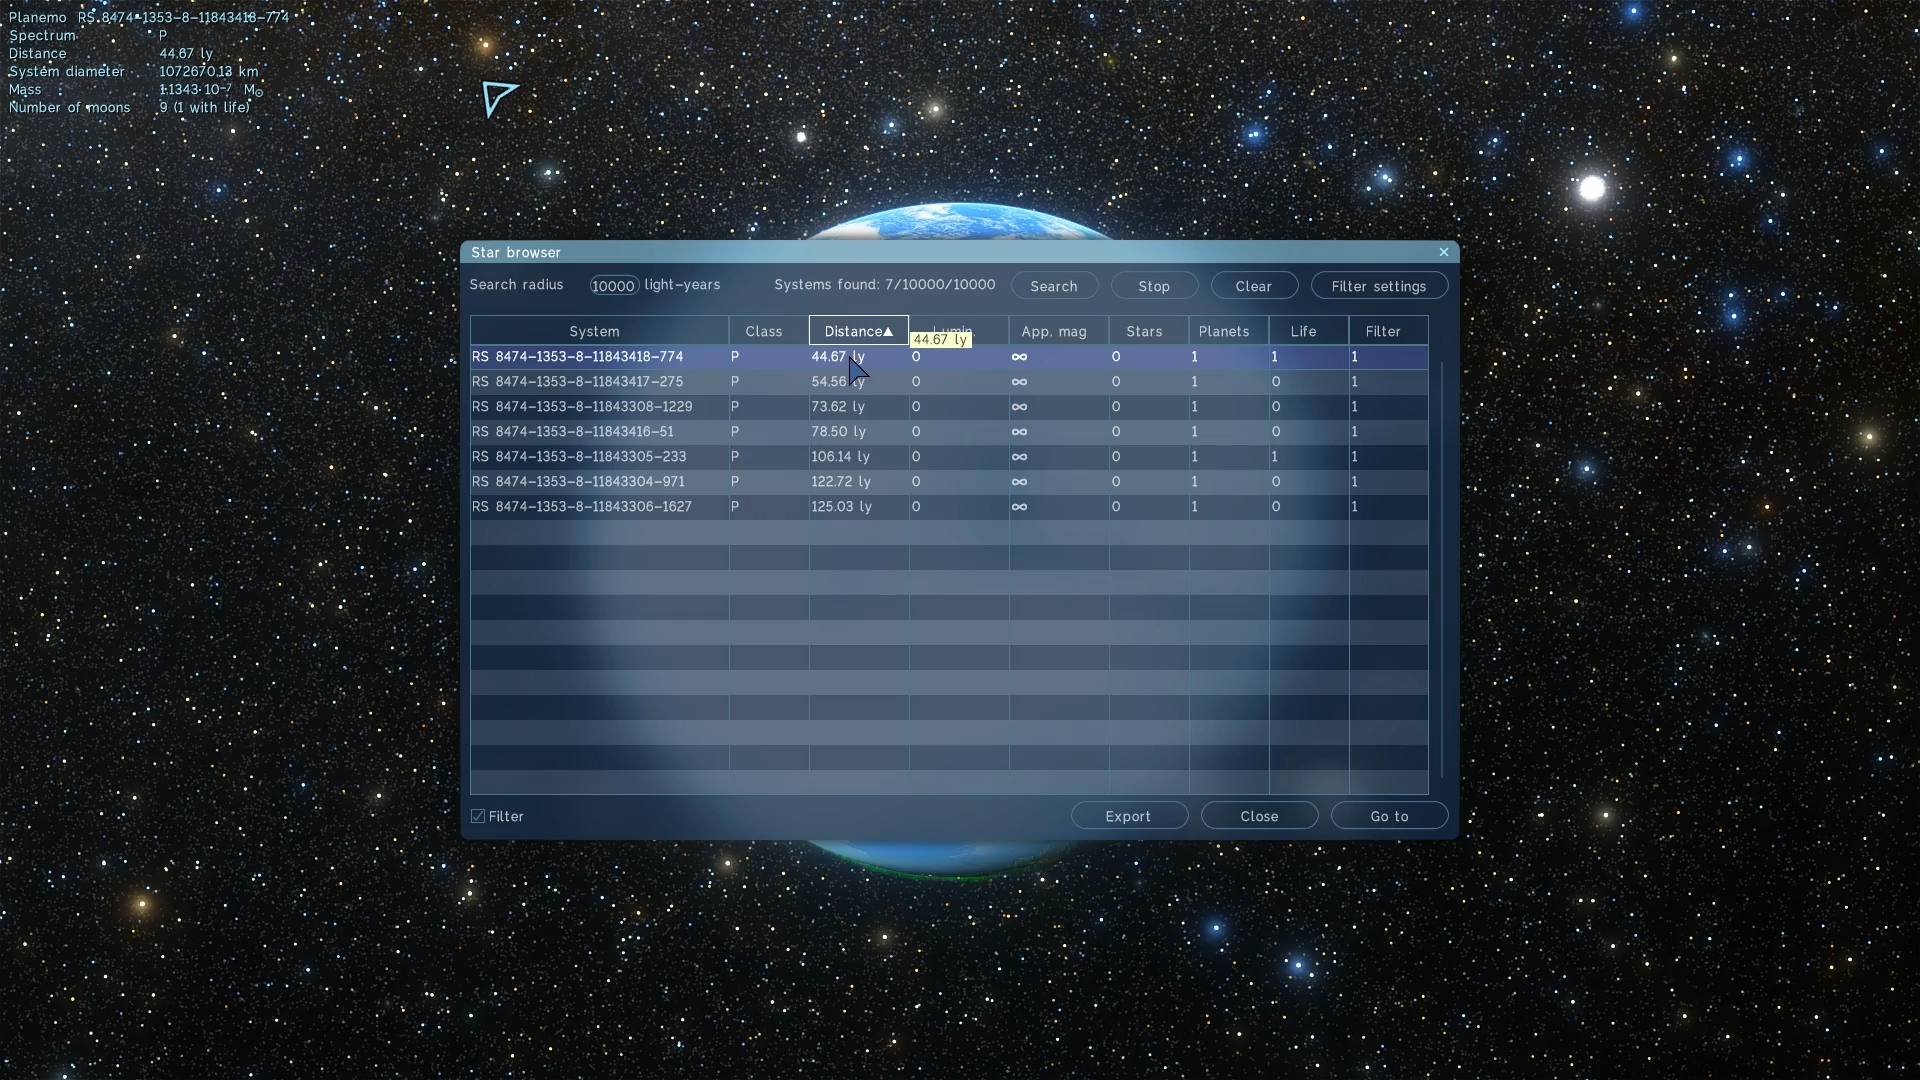 Planemo RS 8474-1353-8-11843418-774
Spectrum P
Distance 44.67 ly
System diameter 1072670.13 km
Mass 1.1343·10⁻⁷ M☉
Number of moons 9 (1 with life)
Star browser ×
Search radius 10000 light-years Systems found: 7/10000/10000 Search Stop Clear Filter settings
System Class Distance▲ Lumin. App. mag Stars Planets Life Filter
44.67 ly
RS 8474-1353-8-11843418-774 P 44.67 ly 0 ∞ 0 1 1 1
RS 8474-1353-8-11843417-275 P 54.56 ly 0 ∞ 0 1 0 1
RS 8474-1353-8-11843308-1229 P 73.62 ly 0 ∞ 0 1 0 1
RS 8474-1353-8-11843416-51 P 78.50 ly 0 ∞ 0 1 0 1
RS 8474-1353-8-11843305-233 P 106.14 ly 0 ∞ 0 1 1 1
RS 8474-1353-8-11843304-971 P 122.72 ly 0 ∞ 0 1 0 1
RS 8474-1353-8-11843306-1627 P 125.03 ly 0 ∞ 0 1 0 1
Filter Export Close Go to